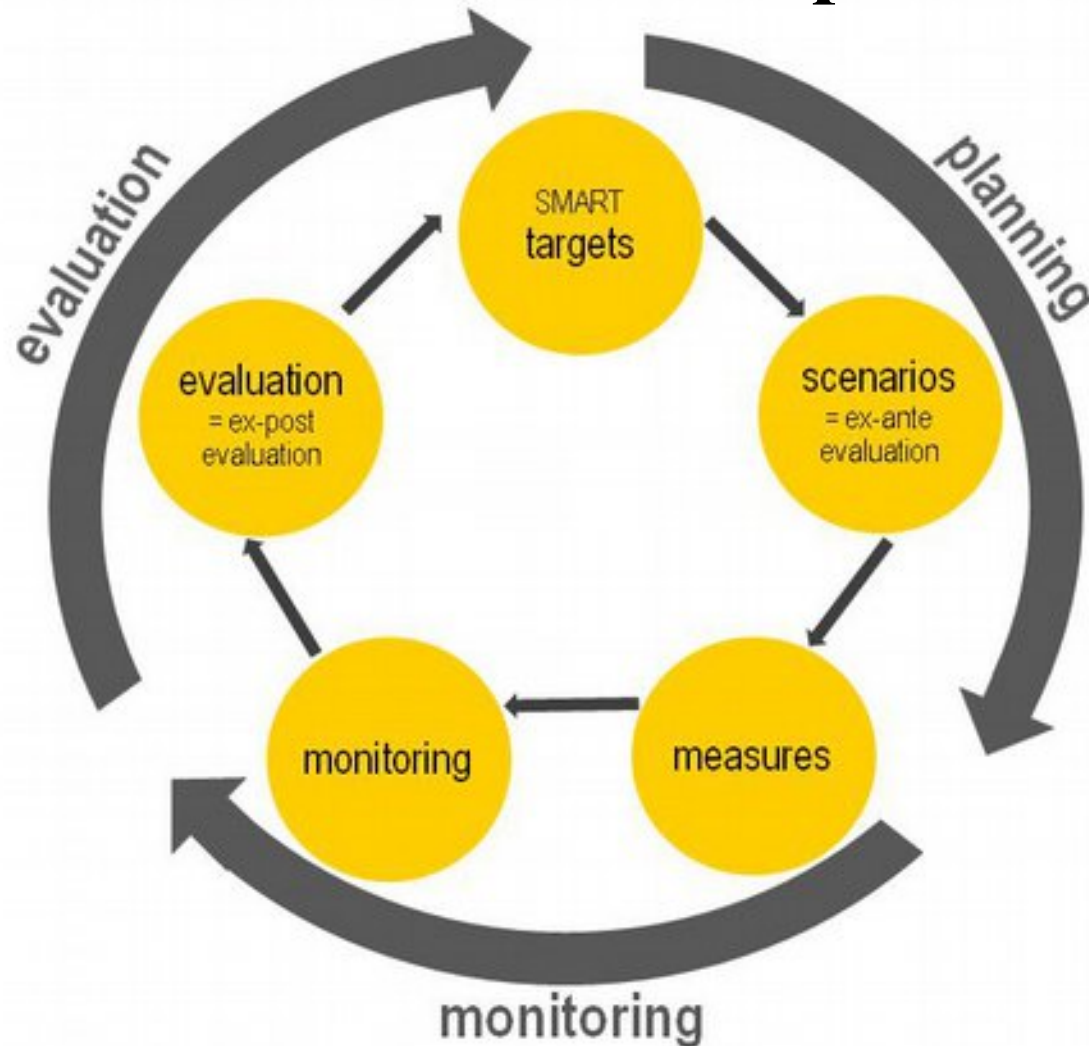 planning
evaluation
SMART
targets
scenarios
= ex-ante
evaluation
evaluation
= ex-post
evaluation
measures
monitoring
monitoring